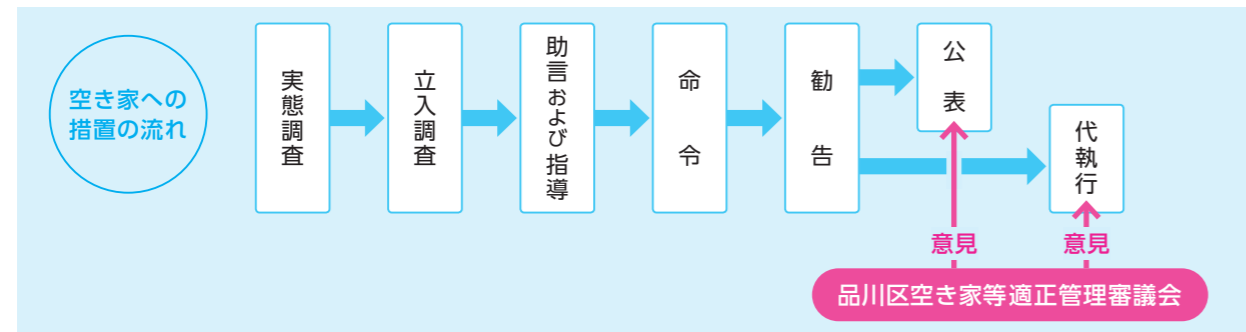 空き家への
措置の流れ
実態調査
立入調査
助言および指導
命令
勧告
公表
代執行
意見
意見
品川区空き家等適正管理審議会